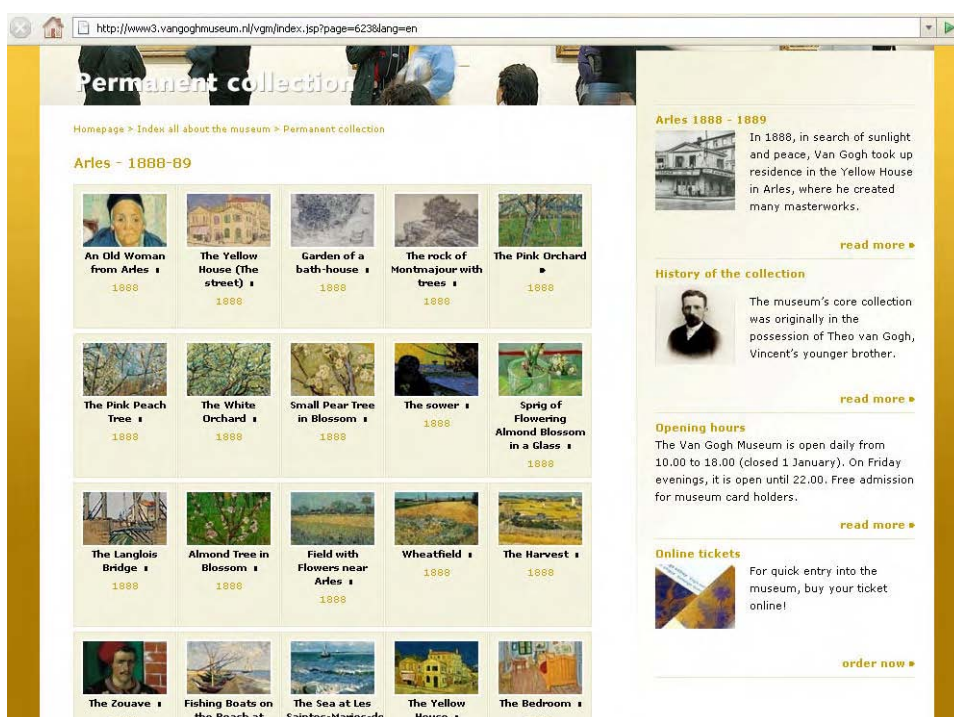 http://www3.vangoghmuseum.nl/vgm/index.jsp?page=623&lang=en
Permanent collection
Homepage > Index all about the museum > Permanent collection
Arles - 1888-89
An Old Woman
from Arles
1888
The Yellow
House (The
street)
1888
Garden of a
bath-house
1888
The rock of
Montmajour with
trees
1888
The Pink Orchard
1888
The Pink Peach
Tree
1888
The White
Orchard
1888
Small Pear Tree
in Blossom
1888
The sower
1888
Sprig of
Flowering
Almond Blossom
in a Glass
1888
The Langlois
Bridge
1888
Almond Tree in
Blossom
1888
Field with
Flowers near
Arles
1888
Wheatfield
1888
The Harvest
1888
The Zouave
Fishing Boats on
the Beach at
The Sea at Les
Saintes-Maries-de
The Yellow
House
The Bedroom
Arles 1888 - 1889
In 1888, in search of sunlight
and peace, Van Gogh took up
residence in the Yellow House
in Arles, where he created
many masterworks.
read more
History of the collection
The museum's core collection
was originally in the
possession of Theo van Gogh,
Vincent's younger brother.
read more
Opening hours
The Van Gogh Museum is open daily from
10.00 to 18.00 (closed 1 January). On Friday
evenings, it is open until 22.00. Free admission
for museum card holders.
read more
Online tickets
For quick entry into the
museum, buy your ticket
online!
order now